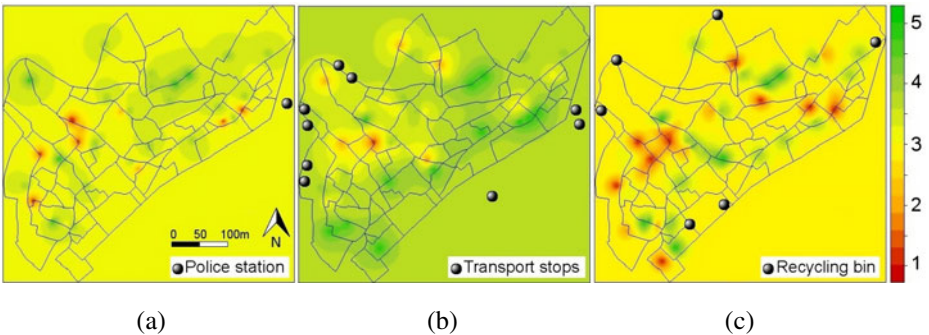 0 50 100m
N
Police station
Transport stops
Recycling bin
5
4
3
2
1
(a) (b) (c)